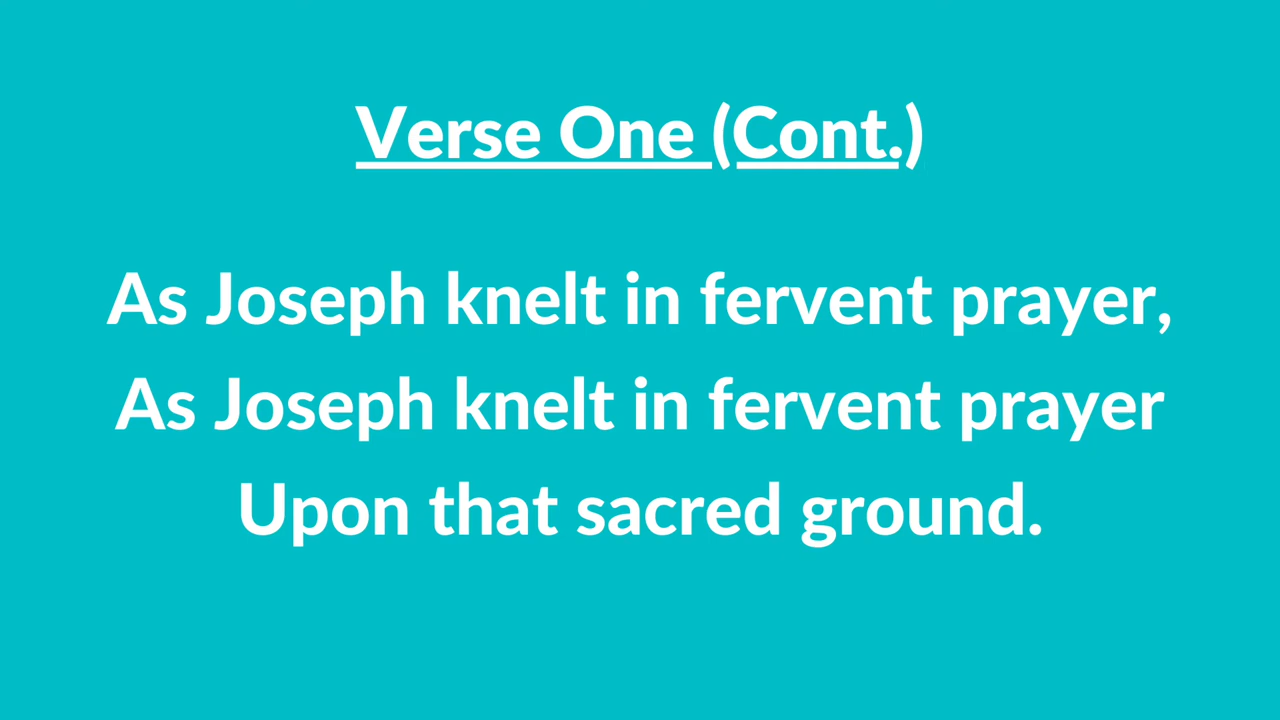 Verse One (Cont.)
As Joseph knelt in fervent prayer,
As Joseph knelt in fervent prayer
Upon that sacred ground.